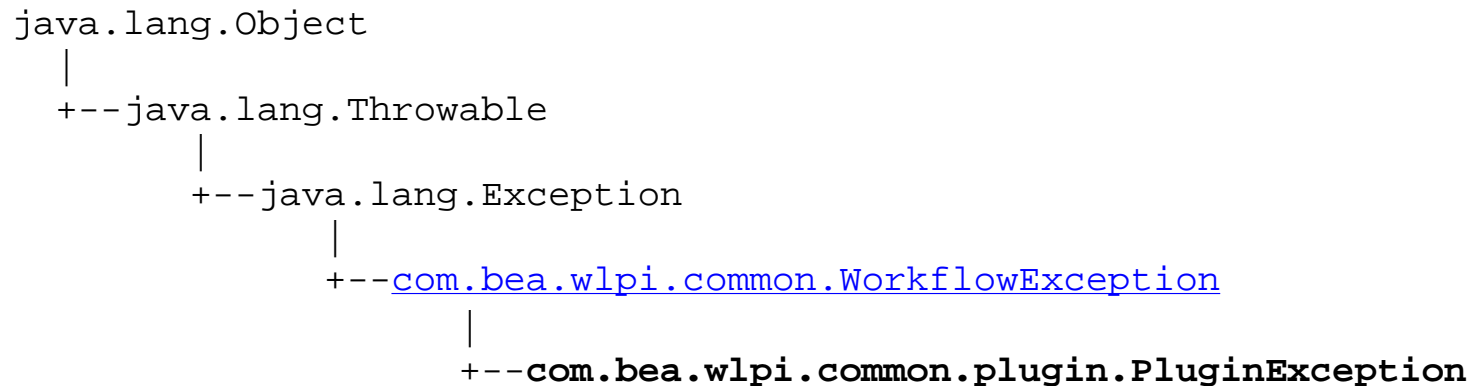 java.lang.Object
  |
  +--java.lang.Throwable
        |
        +--java.lang.Exception
              |
              +--com.bea.wlpi.common.WorkflowException
                    |
                    +--com.bea.wlpi.common.plugin.PluginException